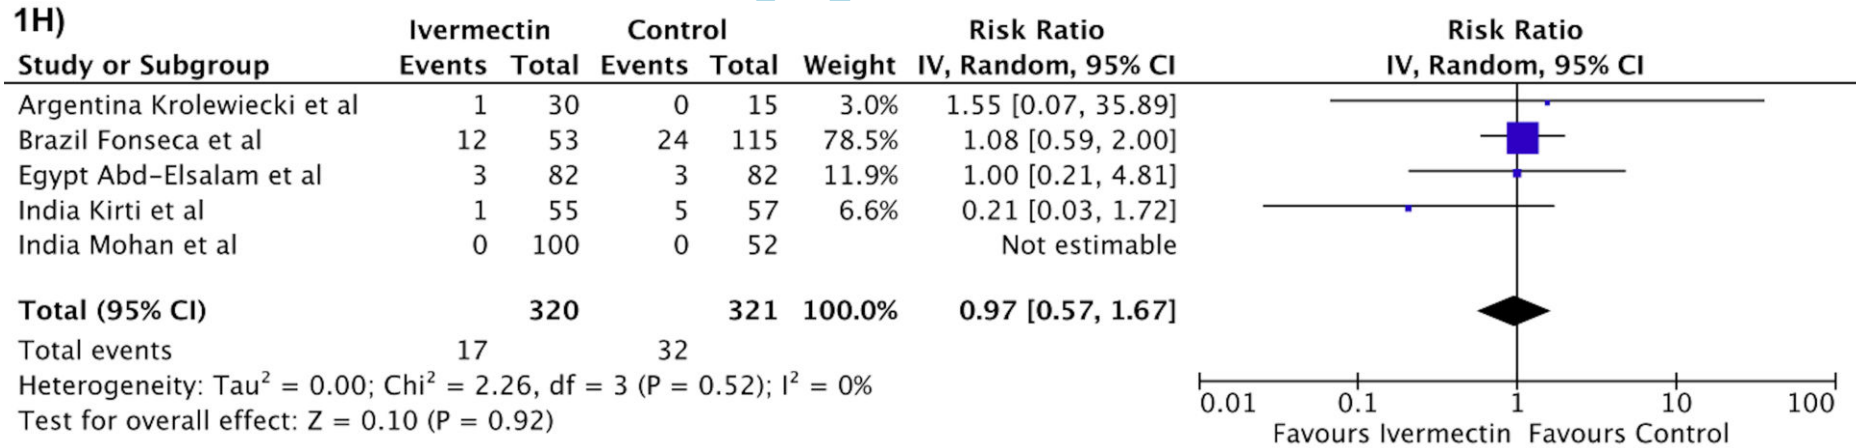 1H)
Ivermectin Control Risk Ratio Risk Ratio
Study or Subgroup Events Total Events Total Weight IV, Random, 95% CI IV, Random, 95% CI
Argentina Krolewiecki et al 1 30 0 15 3.0% 1.55 [0.07, 35.89]
Brazil Fonseca et al 12 53 24 115 78.5% 1.08 [0.59, 2.00]
Egypt Abd-Elsalam et al 3 82 3 82 11.9% 1.00 [0.21, 4.81]
India Kirti et al 1 55 5 57 6.6% 0.21 [0.03, 1.72]
India Mohan et al 0 100 0 52 Not estimable
Total (95% CI) 320 321 100.0% 0.97 [0.57, 1.67]
Total events 17 32
Heterogeneity: Tau² = 0.00; Chi² = 2.26, df = 3 (P = 0.52); I² = 0%
Test for overall effect: Z = 0.10 (P = 0.92)
0.01 0.1 1 10 100
Favours Ivermectin Favours Control